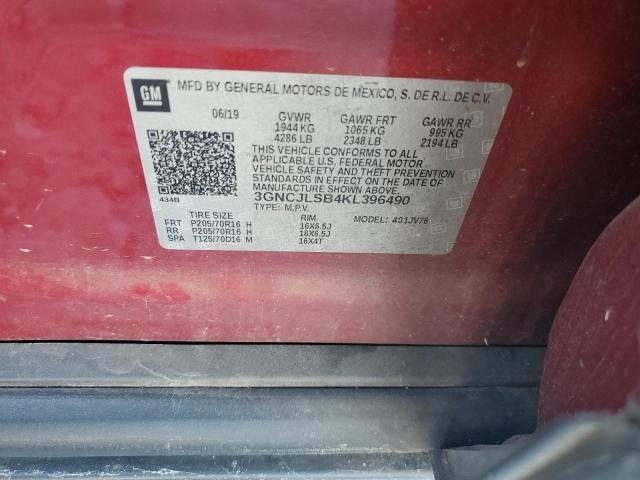 GM
MFD BY GENERAL MOTORS DE MEXICO, S. DE R.L. DE C.V.
06/19 GVWR GAWR FRT GAWR RR
1944 KG 1065 KG 995 KG
4286 LB 2348 LB 2194 LB
THIS VEHICLE CONFORMS TO ALL
APPLICABLE U.S. FEDERAL MOTOR
VEHICLE SAFETY AND THEFT PREVENTION
STANDARDS IN EFFECT ON THE DATE OF
MANUFACTURE SHOWN ABOVE.
434B 3GNCJLSB4KL396490
TYPE: M.P.V.
TIRE SIZE RIM MODEL: 401JV76
FRT P205/70R16 H 16X6.5J
RR P205/70R16 H 16X6.5J
SPA T125/70D16 M 16X4T